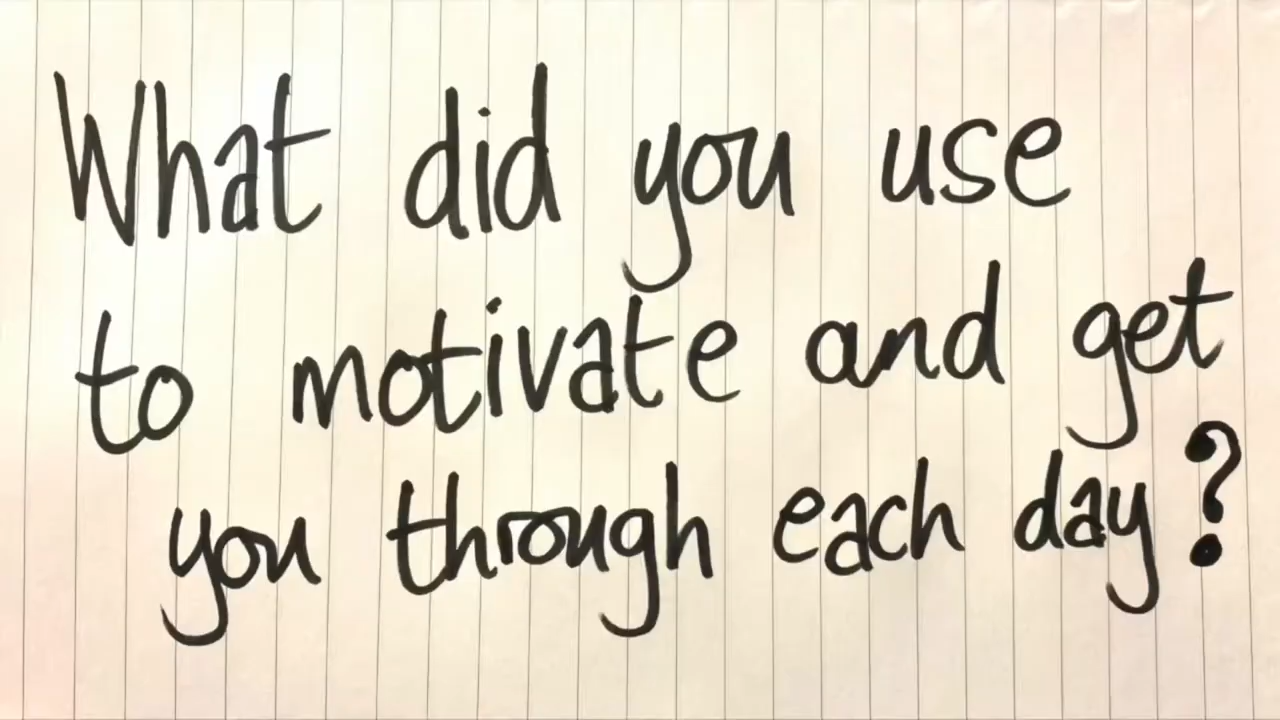 What did you use
to motivate and get
you through each day?